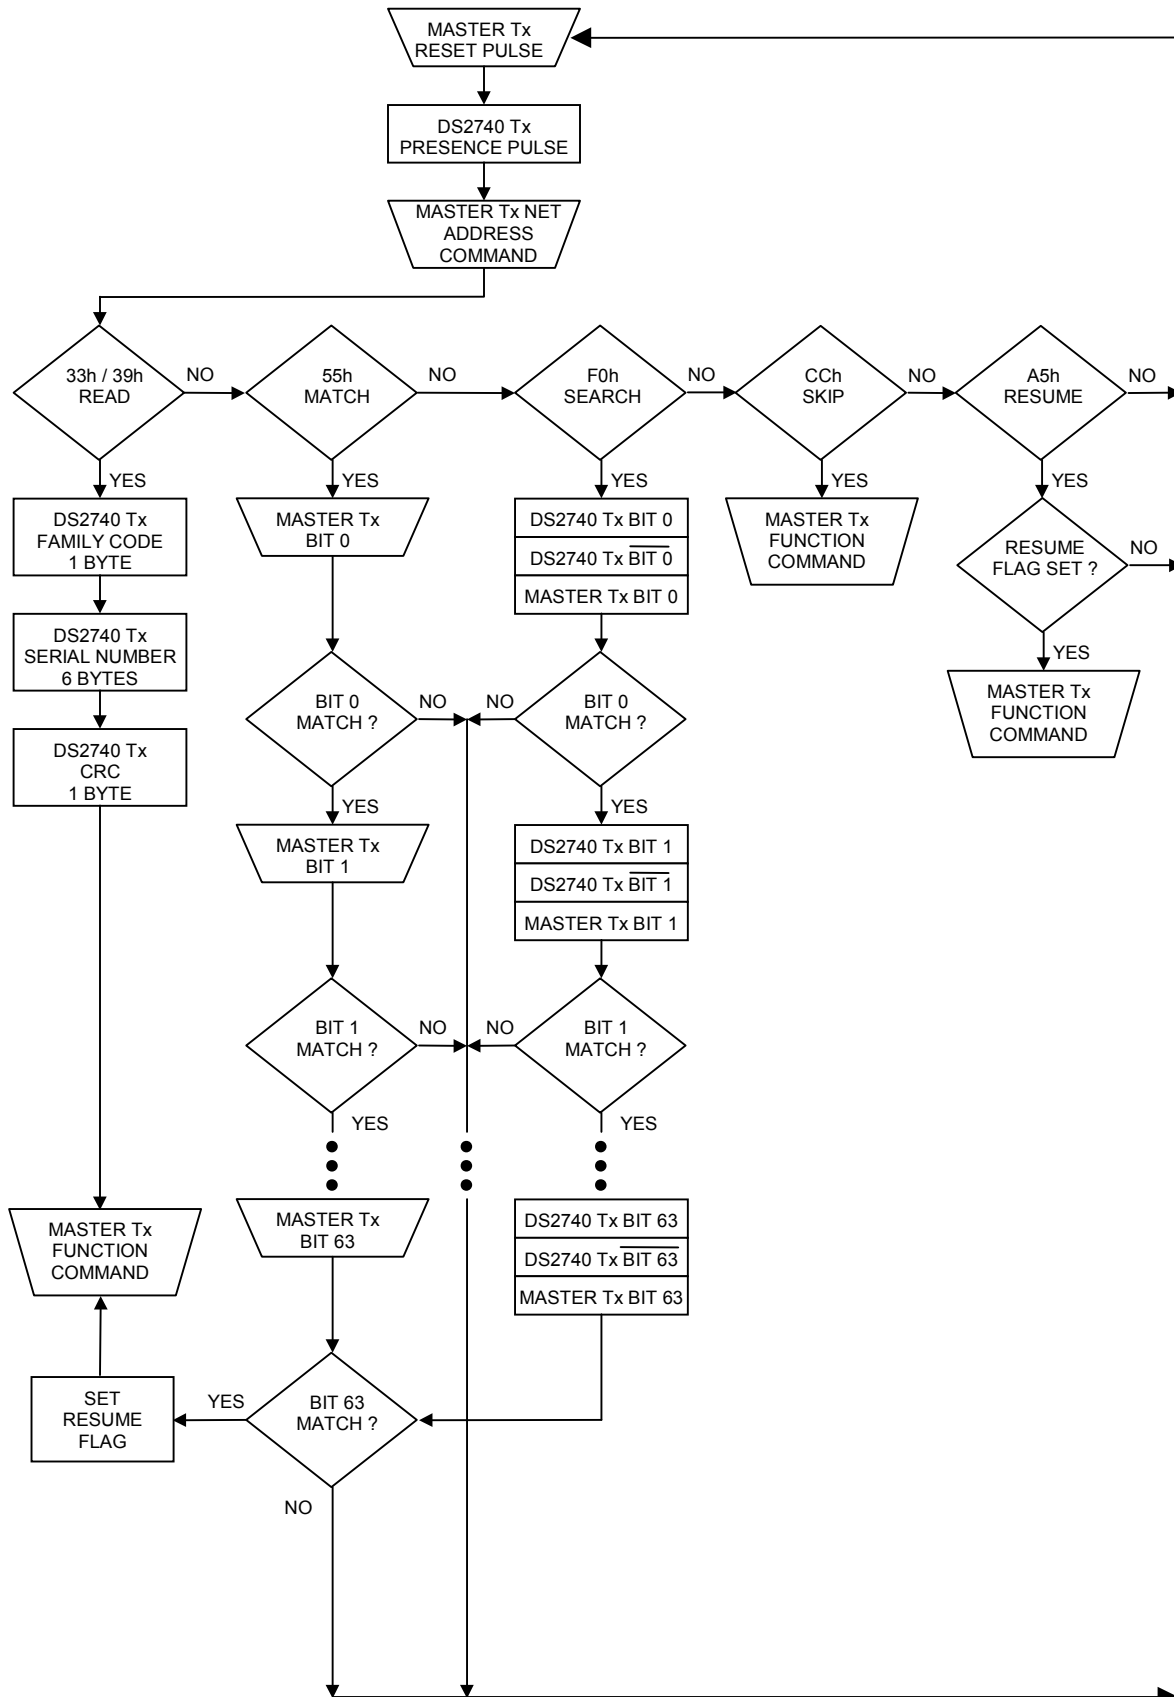 MASTER Tx
RESET PULSE
DS2740 Tx
PRESENCE PULSE
MASTER Tx NET
ADDRESS
COMMAND
33h / 39h
READ
NO
55h
MATCH
NO
F0h
SEARCH
NO
CCh
SKIP
NO
A5h
RESUME
NO
YES
YES
YES
YES
YES
DS2740 Tx
FAMILY CODE
1 BYTE
MASTER Tx
BIT 0
DS2740 Tx BIT 0
DS2740 Tx B̅I̅T̅ ̅0̅
MASTER Tx BIT 0
MASTER Tx
FUNCTION
COMMAND
RESUME
FLAG SET ?
NO
DS2740 Tx
SERIAL NUMBER
6 BYTES
YES
BIT 0
MATCH ?
NO
NO
BIT 0
MATCH ?
MASTER Tx
FUNCTION
COMMAND
DS2740 Tx
CRC
1 BYTE
YES
YES
MASTER Tx
BIT 1
DS2740 Tx BIT 1
DS2740 Tx B̅I̅T̅ ̅1̅
MASTER Tx BIT 1
BIT 1
MATCH ?
NO
NO
BIT 1
MATCH ?
YES
YES
MASTER Tx
BIT 63
DS2740 Tx BIT 63
DS2740 Tx B̅I̅T̅ ̅6̅3̅
MASTER Tx BIT 63
MASTER Tx
FUNCTION
COMMAND
SET
RESUME
FLAG
YES
BIT 63
MATCH ?
NO